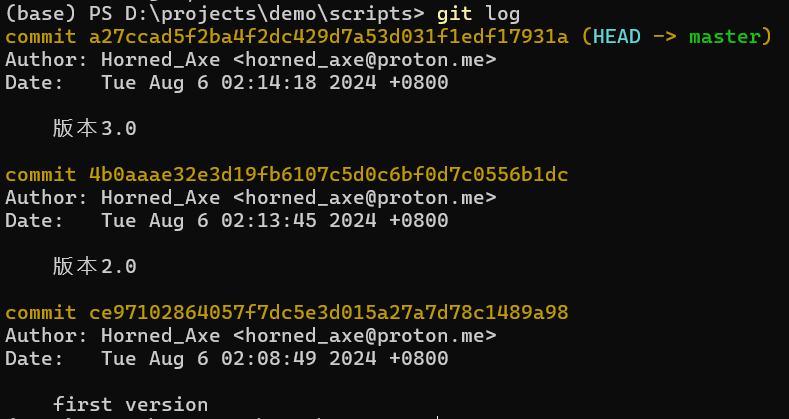 (base) PS D:\projects\demo\scripts> git log
commit a27ccad5f2ba4f2dc429d7a53d031f1edf17931a (HEAD -> master)
Author: Horned_Axe <horned_axe@proton.me>
Date:   Tue Aug 6 02:14:18 2024 +0800
版本3.0
commit 4b0aaae32e3d19fb6107c5d0c6bf0d7c0556b1dc
Author: Horned_Axe <horned_axe@proton.me>
Date:   Tue Aug 6 02:13:45 2024 +0800
版本2.0
commit ce97102864057f7dc5e3d015a27a7d78c1489a98
Author: Horned_Axe <horned_axe@proton.me>
Date:   Tue Aug 6 02:08:49 2024 +0800
first version